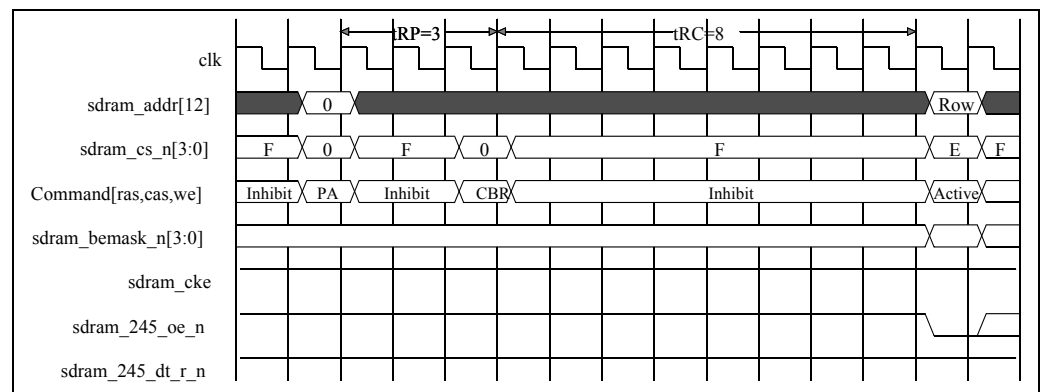 tRP=3 tRC=8
clk
sdram_addr[12] 0 Row
sdram_cs_n[3:0] F 0 F 0 F E F
Command[ras,cas,we] Inhibit PA Inhibit CBR Inhibit Active
sdram_bemask_n[3:0]
sdram_cke
sdram_245_oe_n
sdram_245_dt_r_n